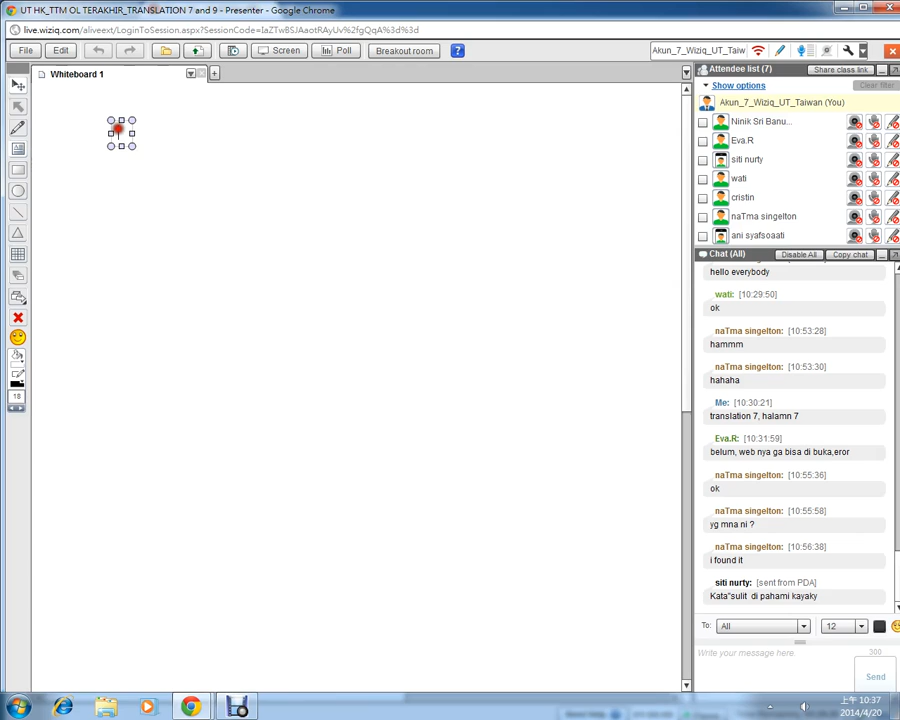 UT HK_TTM OL TERAKHIR_TRANSLATION 7 and 9 - Presenter - Google Chrome
live.wiziq.com/aliveext/LoginToSession.aspx?SessionCode=IaZTwBSJAaotRAyUv%2fgQqA%3d%3d
File Edit Screen Poll Breakout room ? Akun_7_Wiziq_UT_Taiw
Whiteboard 1
Attendee list (7) Share class link
Show options Clear filter
Akun_7_Wiziq_UT_Taiwan (You)
Ninik Sri Banu...
Eva.R
siti nurty
wati
cristin
naTma singelton
ani syafsoaati
Chat (All) Disable All Copy chat
hello everybody
wati: [10:29:50]
ok
naTma singelton: [10:53:28]
hammm
naTma singelton: [10:53:30]
hahaha
Me: [10:30:21]
translation 7, halamn 7
Eva.R: [10:31:59]
belum, web nya ga bisa di buka,eror
naTma singelton: [10:55:36]
ok
naTma singelton: [10:55:58]
yg mna ni ?
naTma singelton: [10:56:38]
i found it
siti nurty: [sent from PDA]
Kata"sulit di pahami kayaky
To: All 12
Write your message here. 300
Send
18
上午 10:37
2014/4/20